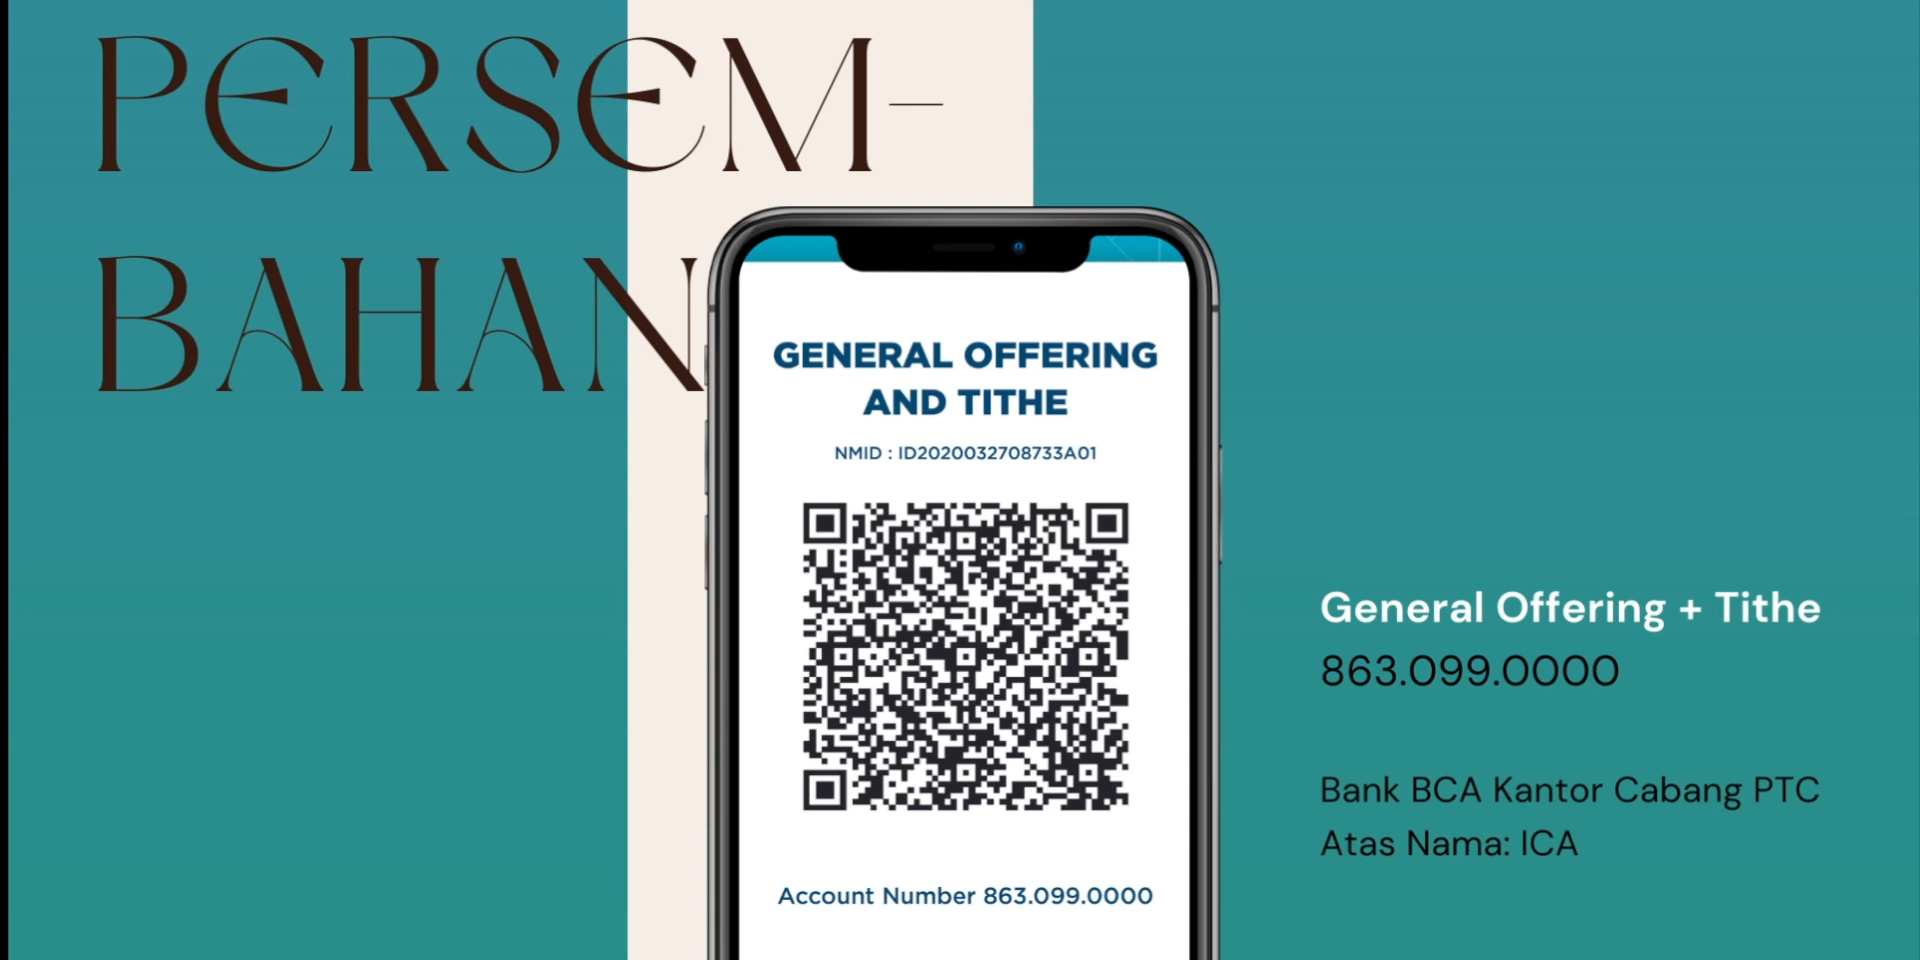 PERSEM-
BAHAN
GENERAL OFFERING
AND TITHE
NMID : ID2020032708733A01
Account Number 863.099.0000
General Offering + Tithe
863.099.0000
Bank BCA Kantor Cabang PTC
Atas Nama: ICA